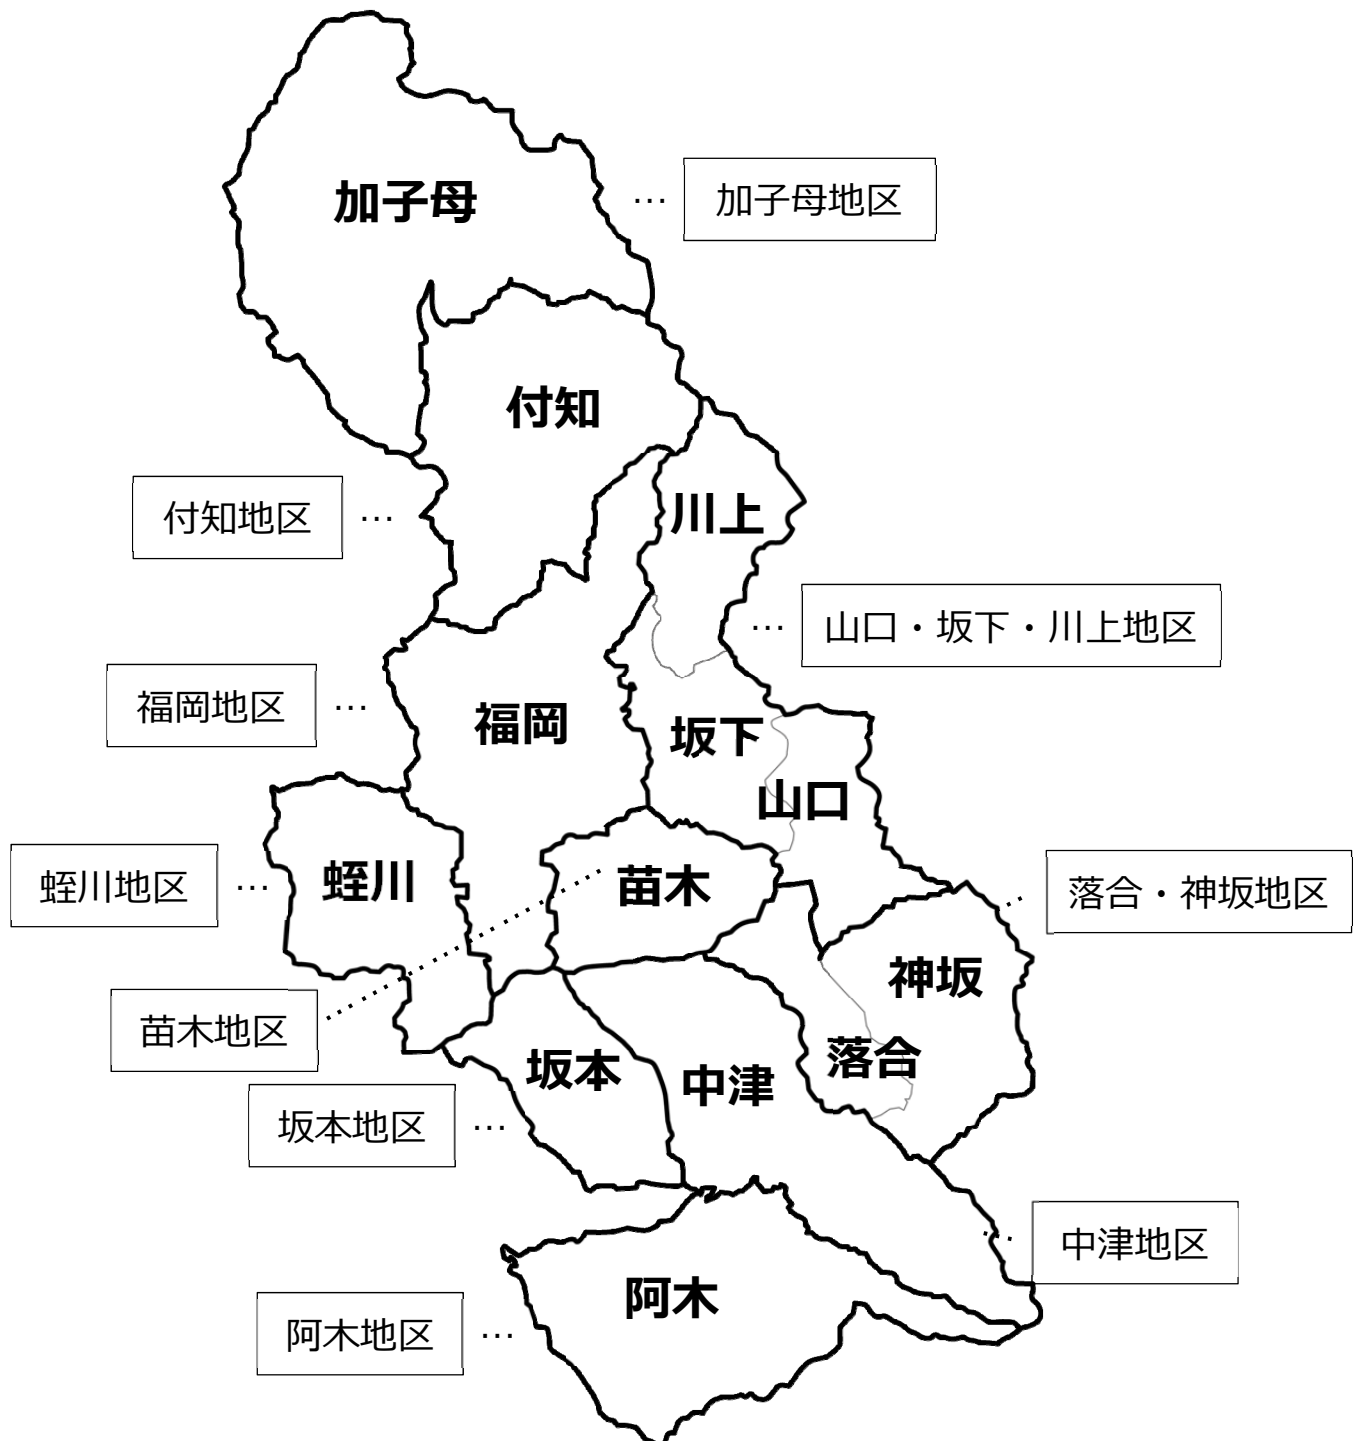 加子母
… 加子母地区
付知
付知地区 …
川上
… 山口・坂下・川上地区
福岡地区 …
福岡
坂下
山口
蛭川地区 …
蛭川
苗木
落合・神坂地区
神坂
苗木地区
落合
坂本
中津
坂本地区 …
中津地区
阿木
阿木地区 …